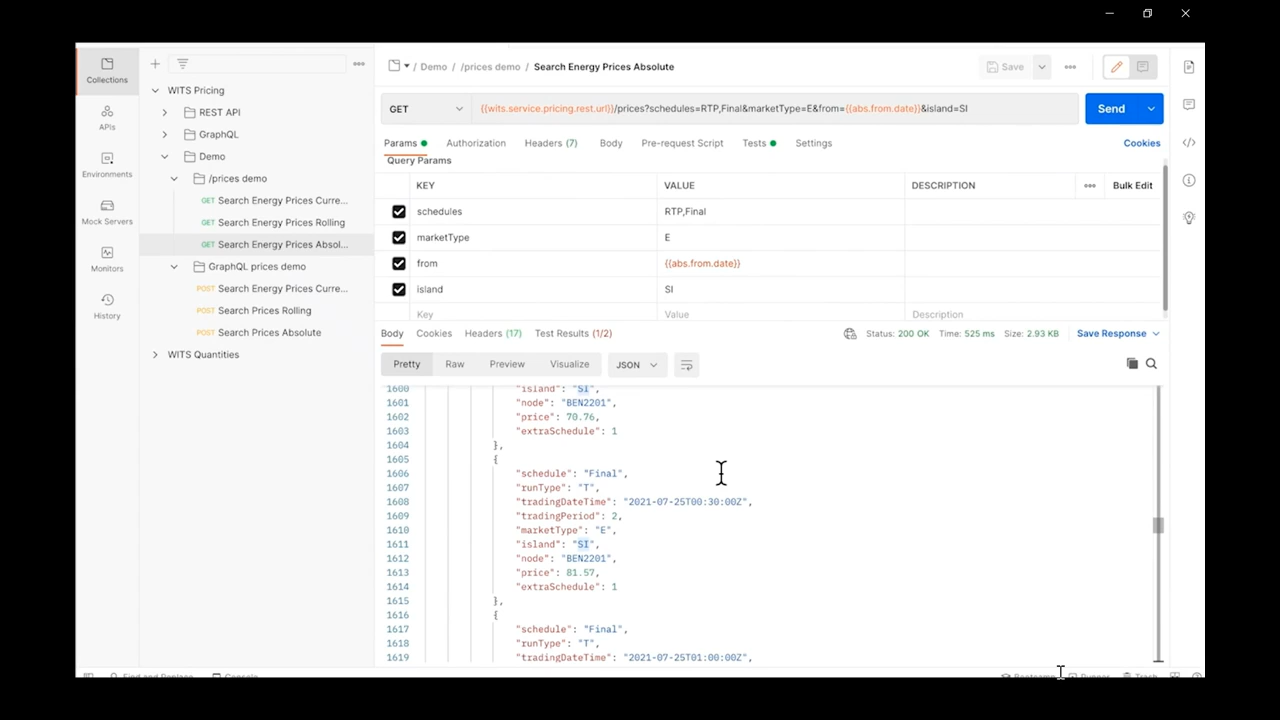 Collections
APIs
Environments
Mock Servers
Monitors
History
WITS Pricing
REST API
GraphQL
Demo
/prices demo
GET Search Energy Prices Curre...
GET Search Energy Prices Rolling
GET Search Energy Prices Absol...
GraphQL prices demo
POST Search Energy Prices Curre...
POST Search Prices Rolling
POST Search Prices Absolute
WITS Quantities
/ Demo / /prices demo / Search Energy Prices Absolute
Save
GET {{wits.service.pricing.rest.url}}/prices?schedules=RTP,Final&marketType=E&from={{abs.from.date}}&island=SI
Send
Params Authorization Headers (7) Body Pre-request Script Tests Settings Cookies
Query Params
KEY VALUE DESCRIPTION Bulk Edit
schedules RTP,Final
marketType E
from {{abs.from.date}}
island SI
Key Value Description
Body Cookies Headers (17) Test Results (1/2) Status: 200 OK Time: 525 ms Size: 2.93 KB Save Response
Pretty Raw Preview Visualize JSON
1600 "island": "SI",
1601 "node": "BEN2201",
1602 "price": 70.76,
1603 "extraSchedule": 1
1604 },
1605 {
1606 "schedule": "Final",
1607 "runType": "T",
1608 "tradingDateTime": "2021-07-25T00:30:00Z",
1609 "tradingPeriod": 2,
1610 "marketType": "E",
1611 "island": "SI",
1612 "node": "BEN2201",
1613 "price": 81.57,
1614 "extraSchedule": 1
1615 },
1616 {
1617 "schedule": "Final",
1618 "runType": "T",
1619 "tradingDateTime": "2021-07-25T01:00:00Z",
Find and Replace Console Bootcamp Runner Trash